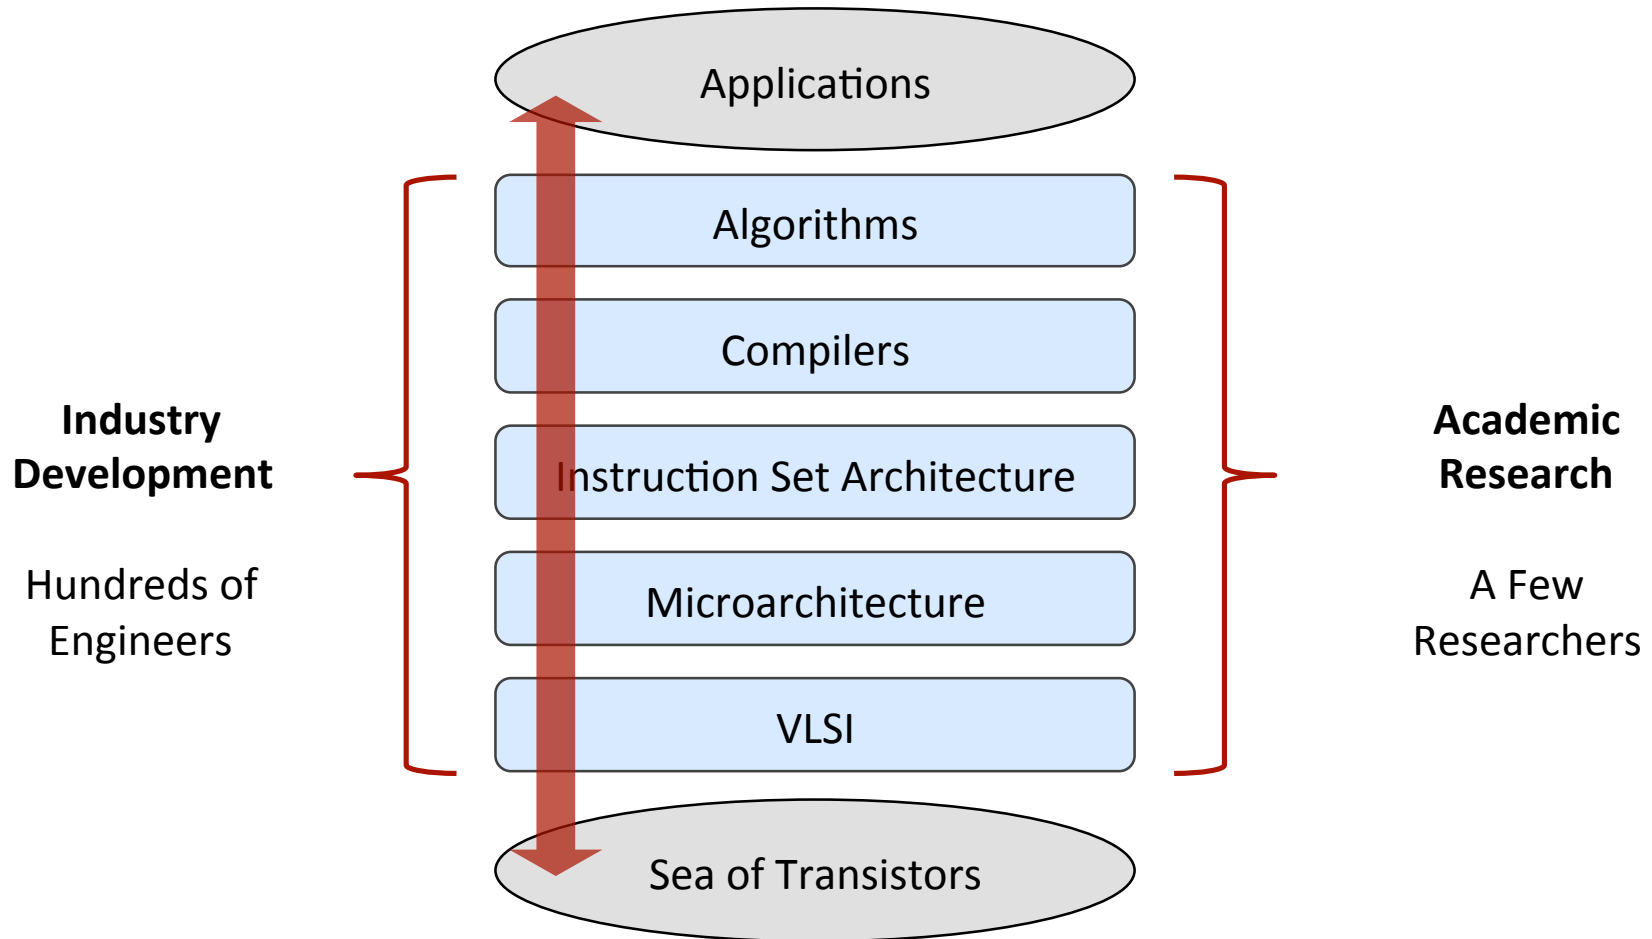 Applications
Algorithms
Compilers
Instruction Set Architecture
Microarchitecture
VLSI
Sea of Transistors
Industry
Development
Hundreds of
Engineers
Academic
Research
A Few
Researchers